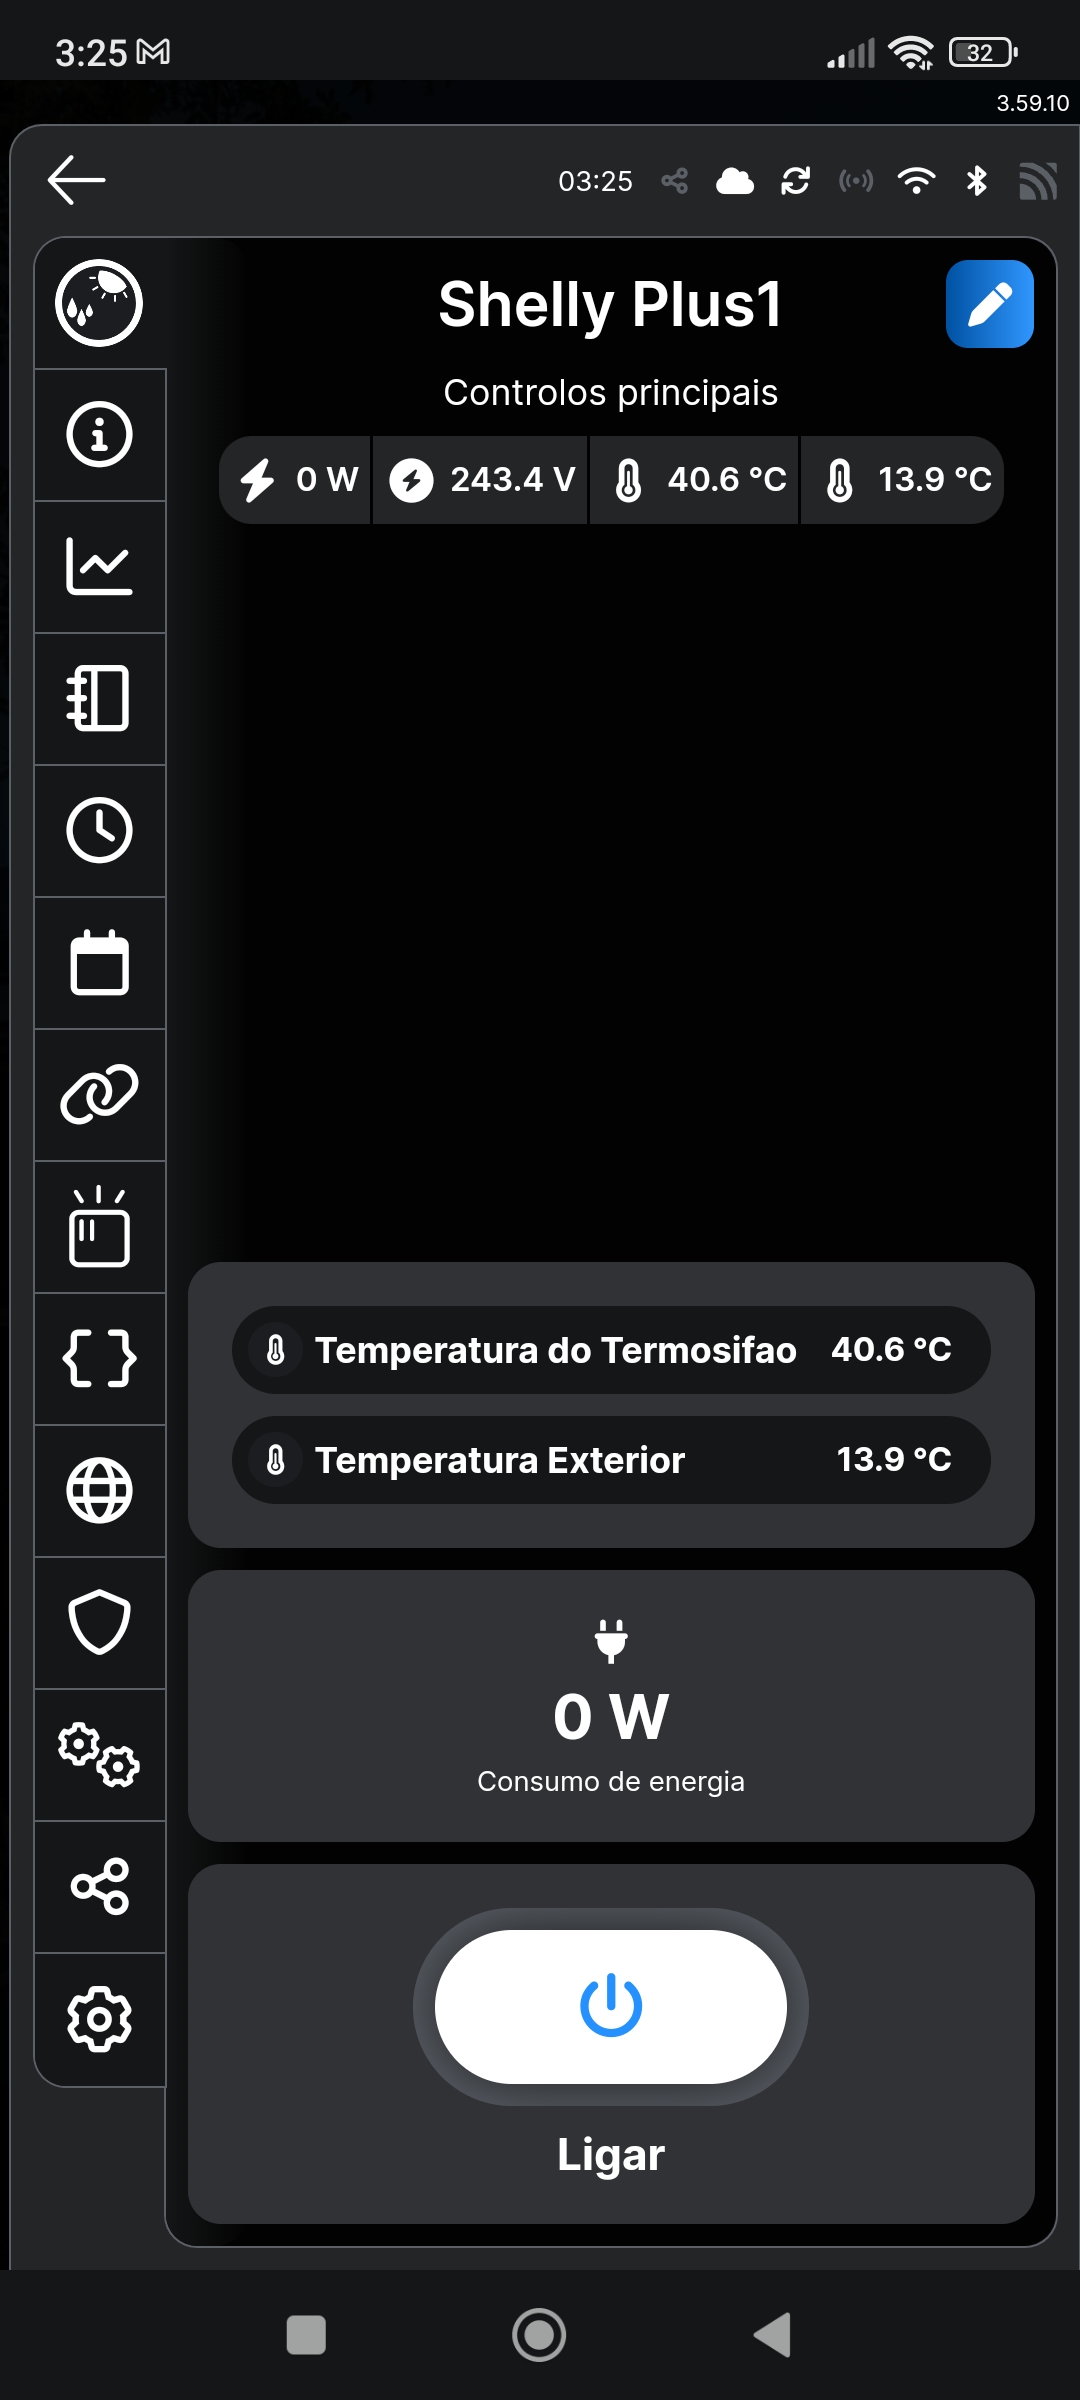 3:25
32
3.59.10
03:25
Shelly Plus1
Controlos principais
0 W 243.4 V 40.6 °C 13.9 °C
Temperatura do Termosifao 40.6 °C
Temperatura Exterior 13.9 °C
0 W
Consumo de energia
Ligar